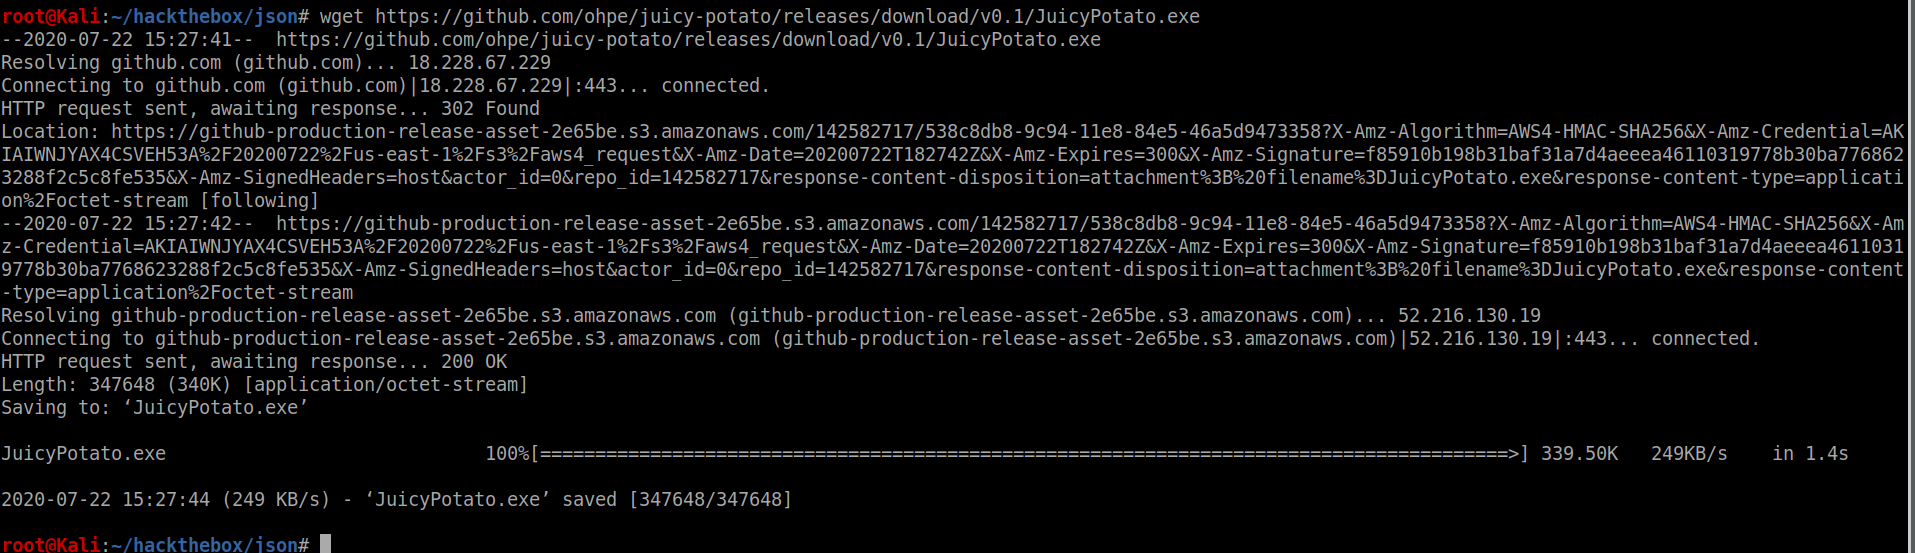 root@Kali:~/hackthebox/json# wget https://github.com/ohpe/juicy-potato/releases/download/v0.1/JuicyPotato.exe
--2020-07-22 15:27:41--  https://github.com/ohpe/juicy-potato/releases/download/v0.1/JuicyPotato.exe
Resolving github.com (github.com)... 18.228.67.229
Connecting to github.com (github.com)|18.228.67.229|:443... connected.
HTTP request sent, awaiting response... 302 Found
Location: https://github-production-release-asset-2e65be.s3.amazonaws.com/142582717/538c8db8-9c94-11e8-84e5-46a5d9473358?X-Amz-Algorithm=AWS4-HMAC-SHA256&X-Amz-Credential=AK
IAIWNJYAX4CSVEH53A%2F20200722%2Fus-east-1%2Fs3%2Faws4_request&X-Amz-Date=20200722T182742Z&X-Amz-Expires=300&X-Amz-Signature=f85910b198b31baf31a7d4aeeea46110319778b30ba776862
3288f2c5c8fe535&X-Amz-SignedHeaders=host&actor_id=0&repo_id=142582717&response-content-disposition=attachment%3B%20filename%3DJuicyPotato.exe&response-content-type=applicati
on%2Foctet-stream [following]
--2020-07-22 15:27:42--  https://github-production-release-asset-2e65be.s3.amazonaws.com/142582717/538c8db8-9c94-11e8-84e5-46a5d9473358?X-Amz-Algorithm=AWS4-HMAC-SHA256&X-Am
z-Credential=AKIAIWNJYAX4CSVEH53A%2F20200722%2Fus-east-1%2Fs3%2Faws4_request&X-Amz-Date=20200722T182742Z&X-Amz-Expires=300&X-Amz-Signature=f85910b198b31baf31a7d4aeeea4611031
9778b30ba7768623288f2c5c8fe535&X-Amz-SignedHeaders=host&actor_id=0&repo_id=142582717&response-content-disposition=attachment%3B%20filename%3DJuicyPotato.exe&response-content
-type=application%2Foctet-stream
Resolving github-production-release-asset-2e65be.s3.amazonaws.com (github-production-release-asset-2e65be.s3.amazonaws.com)... 52.216.130.19
Connecting to github-production-release-asset-2e65be.s3.amazonaws.com (github-production-release-asset-2e65be.s3.amazonaws.com)|52.216.130.19|:443... connected.
HTTP request sent, awaiting response... 200 OK
Length: 347648 (340K) [application/octet-stream]
Saving to: ‘JuicyPotato.exe’
JuicyPotato.exe                             100%[========================================================================================>] 339.50K   249KB/s    in 1.4s
2020-07-22 15:27:44 (249 KB/s) - ‘JuicyPotato.exe’ saved [347648/347648]
root@Kali:~/hackthebox/json#